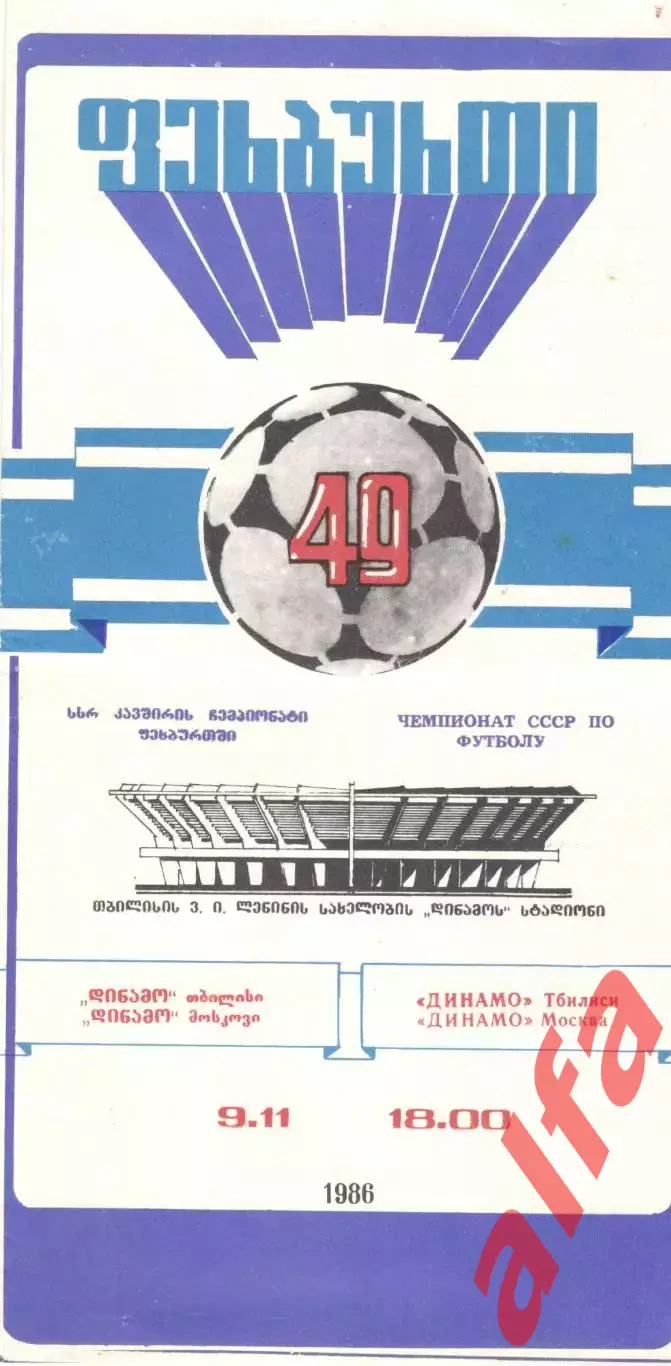 ფეხბურთი
49
სსრ კავშირის ჩემპიონატი
ფეხბურთში
ЧЕМПИОНАТ СССР ПО
ФУТБОЛУ
თბილისის ვ. ი. ლენინის სახელობის „დინამოს“ სტადიონი
„დინამო“ თბილისი
„დინამო“ მოსკოვი
«ДИНАМО» Тбилиси
«ДИНАМО» Москва
9.11 18.00
1986
alfa